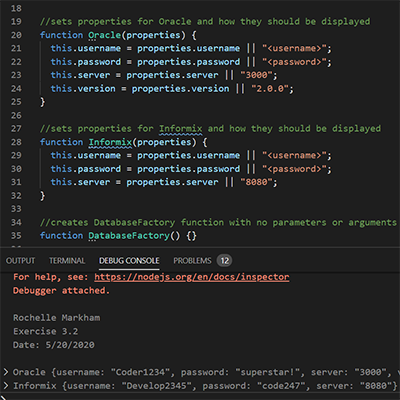 18
19 //sets properties for Oracle and how they should be displayed
20 function Oracle(properties) {
21 this.username = properties.username || "<username>";
22 this.password = properties.password || "<password>";
23 this.server = properties.server || "3000";
24 this.version = properties.version || "2.0.0";
25 }
26
27 //sets properties for Informix and how they should be displayed
28 function Informix(properties) {
29 this.username = properties.username || "<username>";
30 this.password = properties.password || "<password>";
31 this.server = properties.server || "8080";
32 }
33
34 //creates DatabaseFactory function with no parameters or arguments
35 function DatabaseFactory() {}
OUTPUT TERMINAL DEBUG CONSOLE PROBLEMS 12
For help, see: https://nodejs.org/en/docs/inspector
Debugger attached.
Rochelle Markham
Exercise 3.2
Date: 5/20/2020
> Oracle {username: "Coder1234", password: "superstar!", server: "3000",
> Informix {username: "Develop2345", password: "code247", server: "8080"}
>